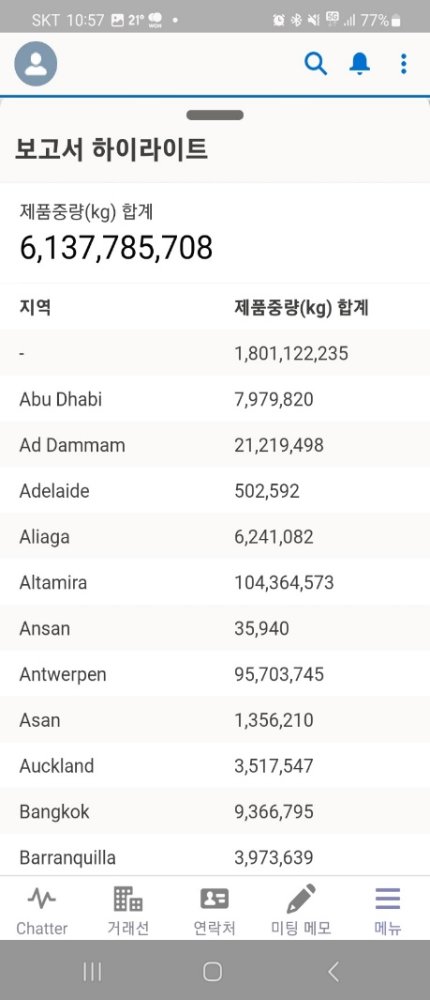 SKT 10:57 21° WON • 5G 77%
보고서 하이라이트
제품중량(kg) 합계
6,137,785,708
지역 제품중량(kg) 합계
- 1,801,122,235
Abu Dhabi 7,979,820
Ad Dammam 21,219,498
Adelaide 502,592
Aliaga 6,241,082
Altamira 104,364,573
Ansan 35,940
Antwerpen 95,703,745
Asan 1,356,210
Auckland 3,517,547
Bangkok 9,366,795
Barranquilla 3,973,639
Chatter 거래선 연락처 미팅 메모 메뉴